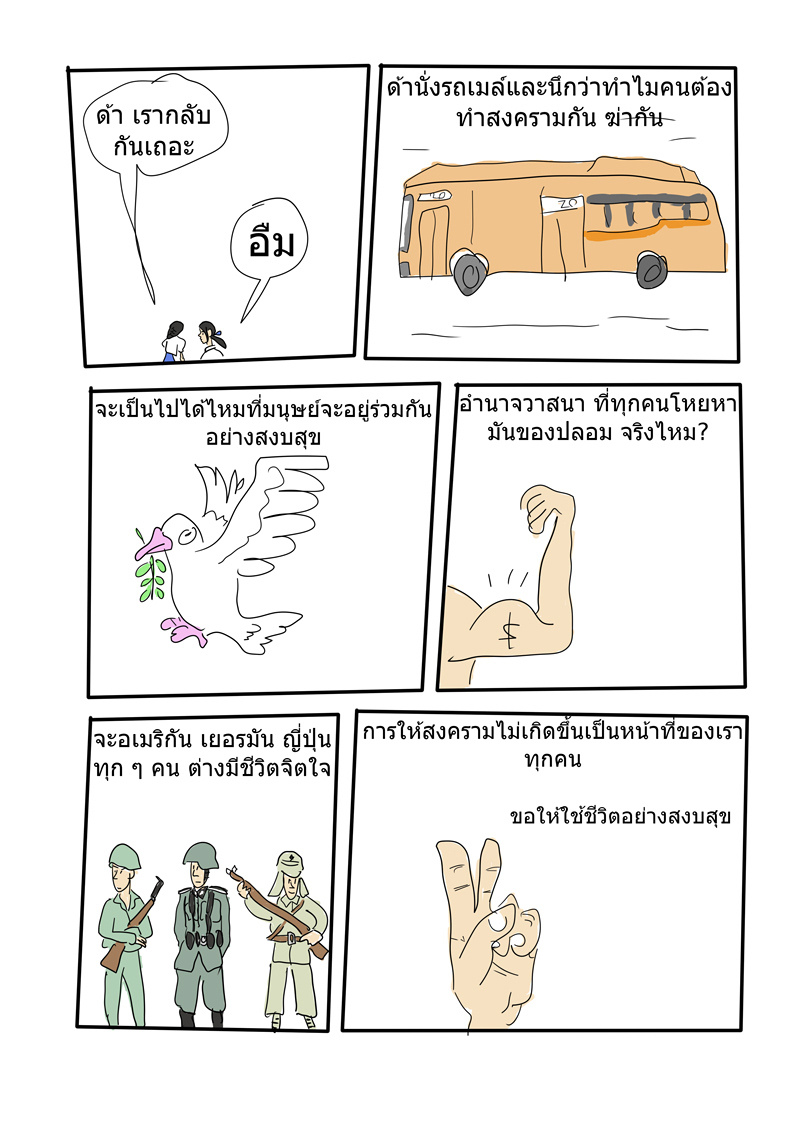 ด้า เรากลับ
กันเถอะ
อืม
ด้านั่งรถเมล์และนึกว่าทำไมคนต้อง
ทำสงครามกัน ฆ่ากัน
20
จะเป็นไปได้ไหมที่มนุษย์จะอยู่ร่วมกัน
อย่างสงบสุข
อำนาจวาสนา ที่ทุกคนโหยหา
มันของปลอม จริงไหม?
$
จะอเมริกัน เยอรมัน ญี่ปุ่น
ทุก ๆ คน ต่างมีชีวิตจิตใจ
การให้สงครามไม่เกิดขึ้นเป็นหน้าที่ของเรา
ทุกคน
ขอให้ใช้ชีวิตอย่างสงบสุข